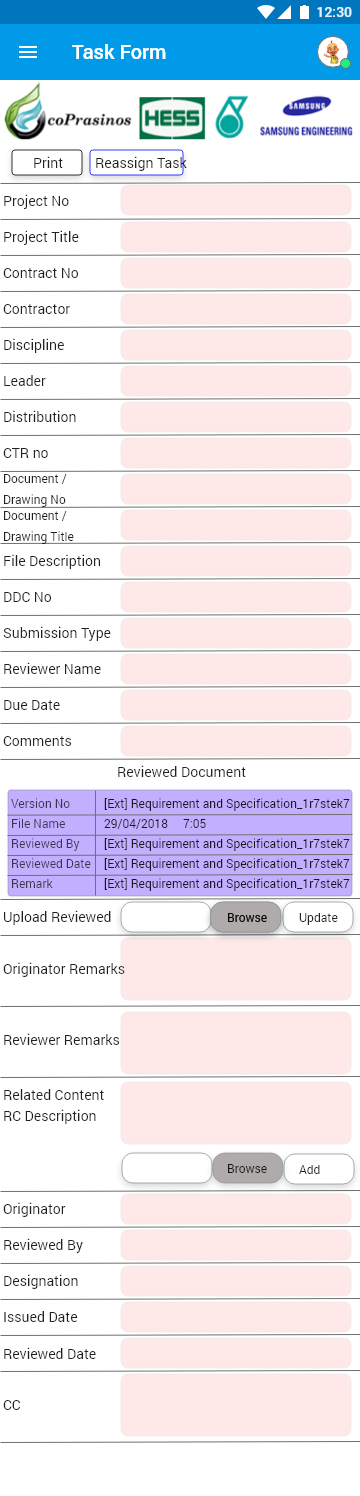 12:30
Task Form
coPrasinos
HESS
SAMSUNG
SAMSUNG ENGINEERING
Print
Reassign Task
Project No
Project Title
Contract No
Contractor
Discipline
Leader
Distribution
CTR no
Document /
Drawing No
Document /
Drawing Title
File Description
DDC No
Submission Type
Reviewer Name
Due Date
Comments
Reviewed Document
Version No [Ext] Requirement and Specification_1r7stek7
File Name 29/04/2018 7:05
Reviewed By [Ext] Requirement and Specification_1r7stek7
Reviewed Date [Ext] Requirement and Specification_1r7stek7
Remark [Ext] Requirement and Specification_1r7stek7
Upload Reviewed Browse Update
Originator Remarks
Reviewer Remarks
Related Content
RC Description
Browse Add
Originator
Reviewed By
Designation
Issued Date
Reviewed Date
CC